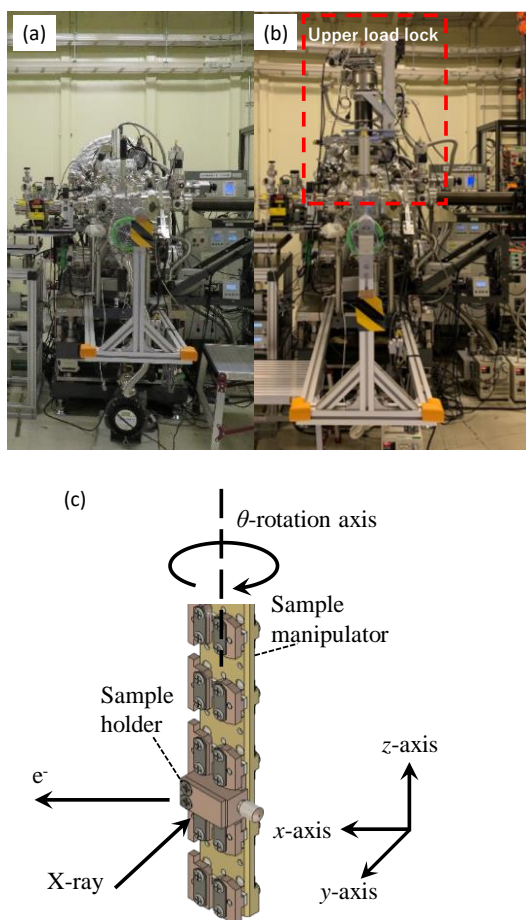 (a)
(b)
Upper load lock
(c)
θ-rotation axis
Sample
manipulator
Sample
holder
z-axis
e-
x-axis
X-ray
y-axis